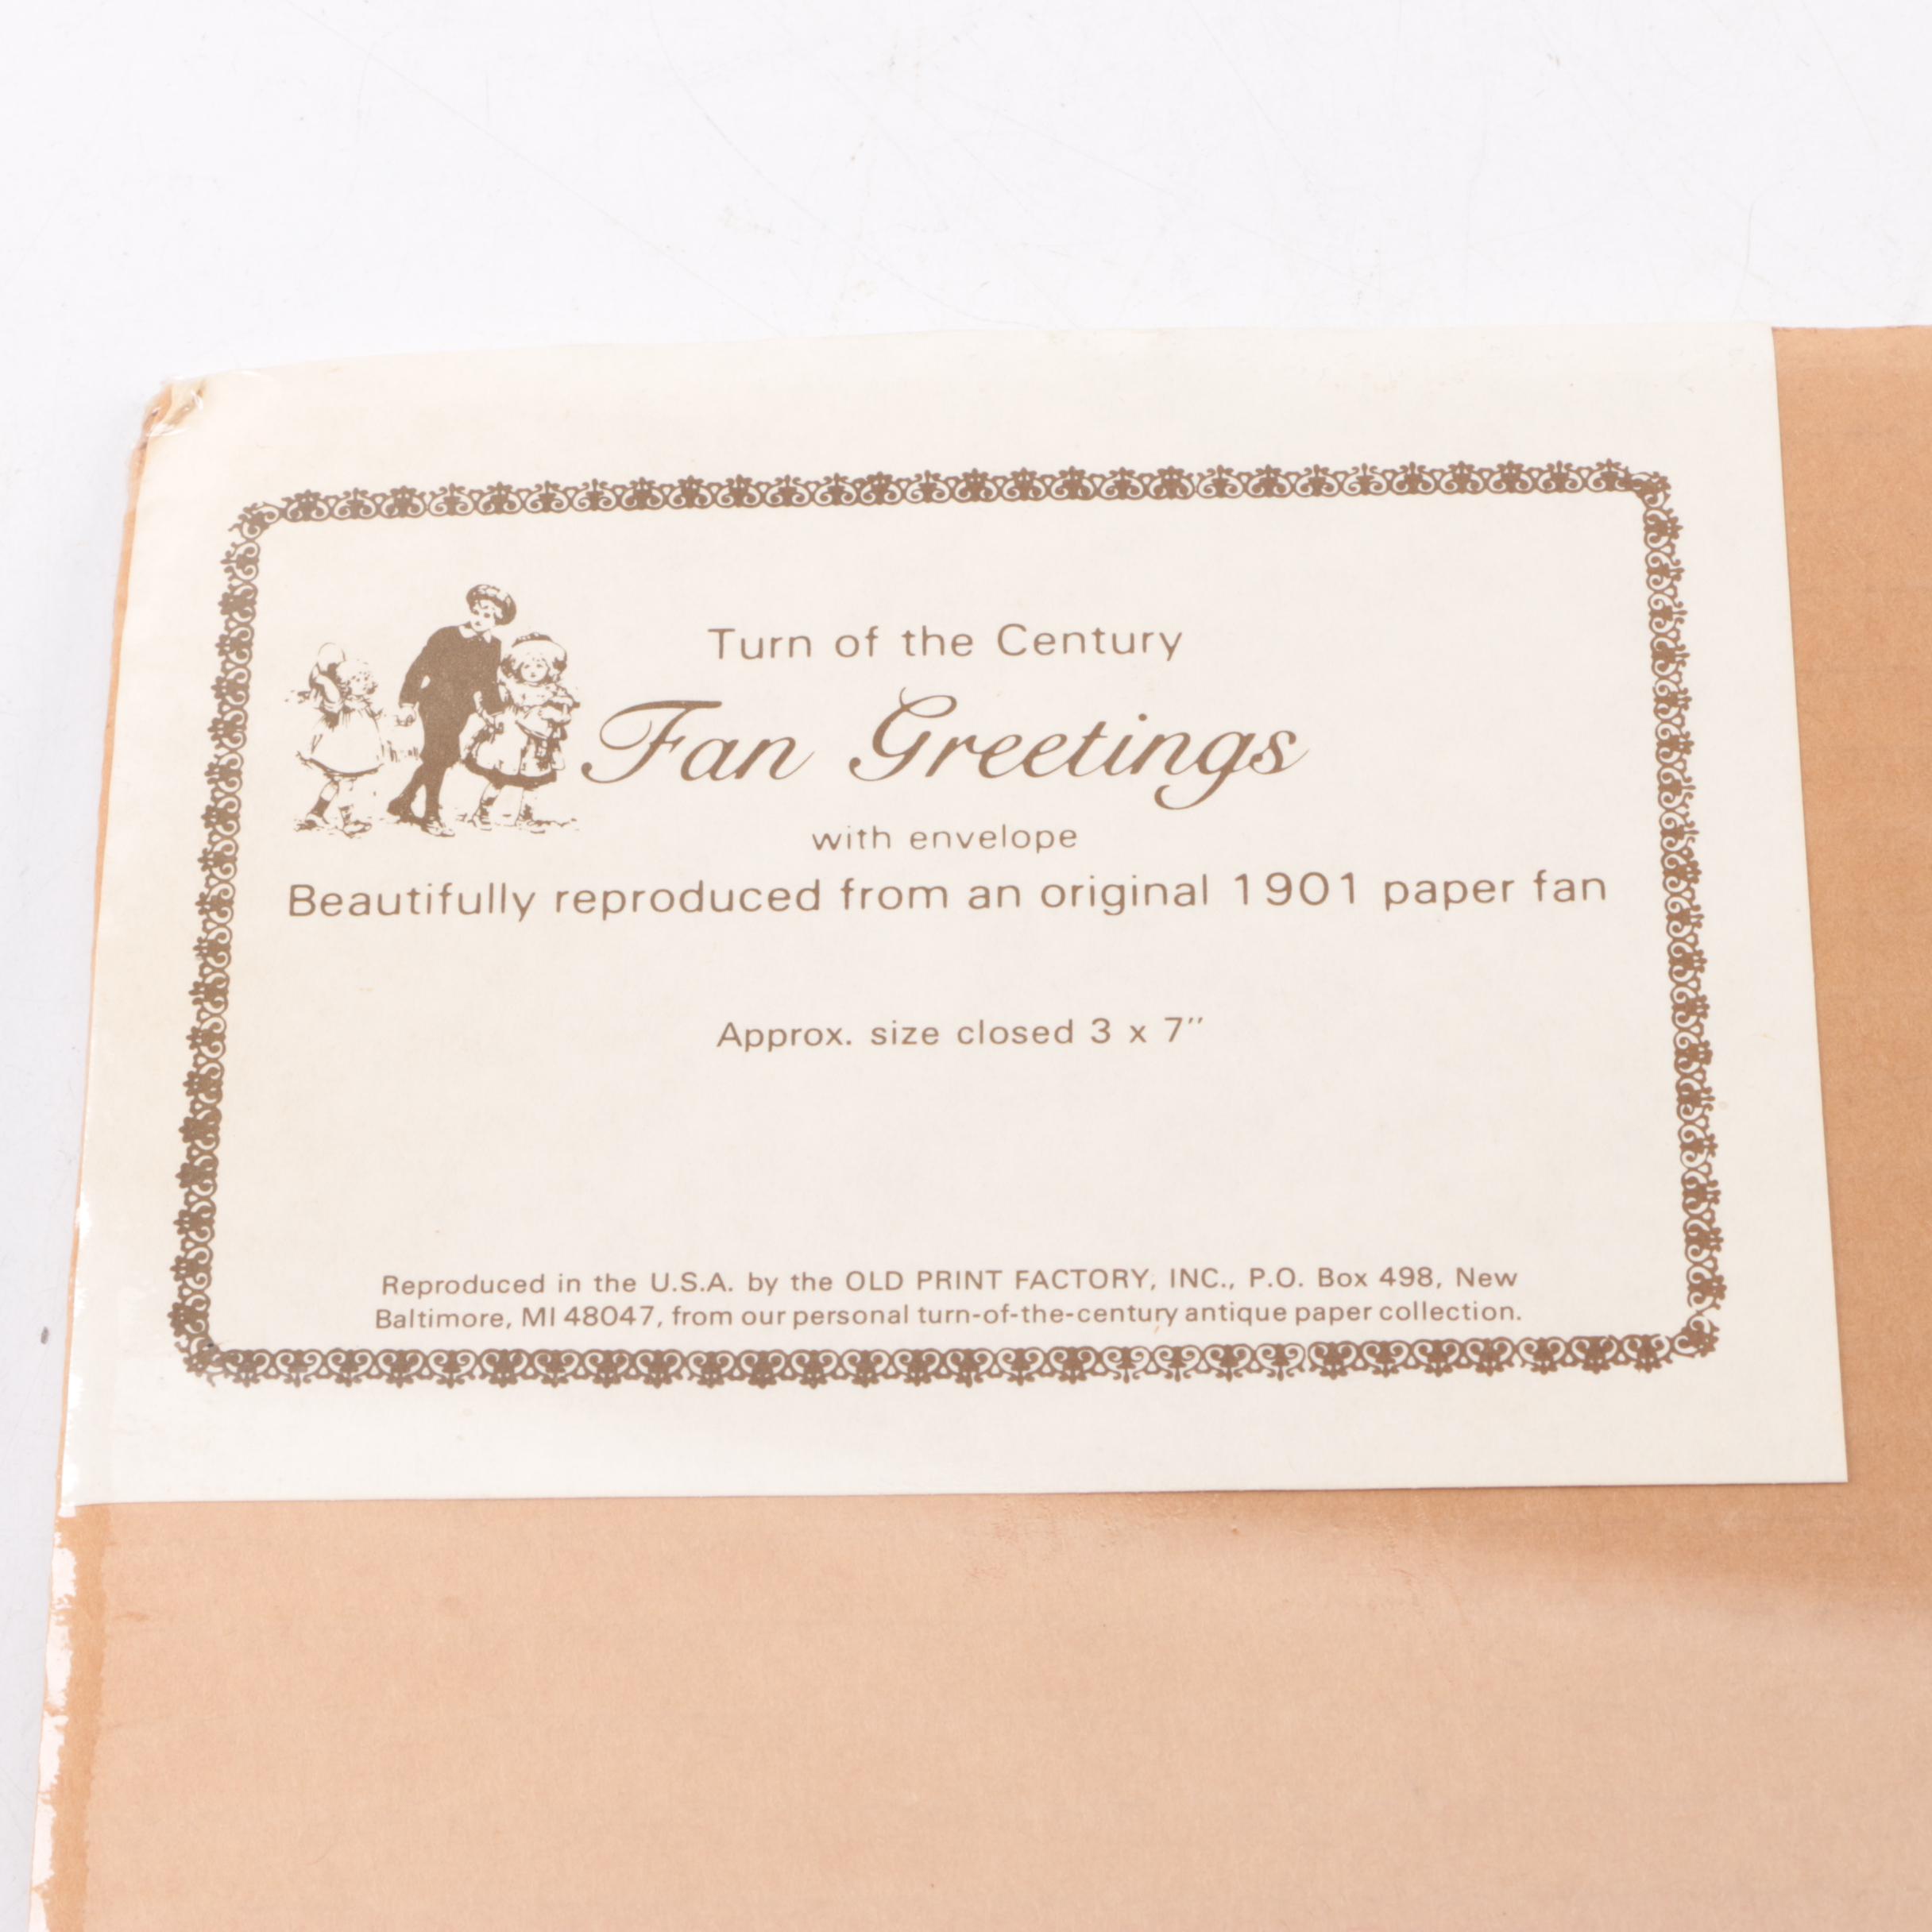 Turn of the Century
Fan Greetings
with envelope
Beautifully reproduced from an original 1901 paper fan
Approx. size closed 3 x 7"
Reproduced in the U.S.A. by the OLD PRINT FACTORY, INC., P.O. Box 498, New
Baltimore, MI 48047, from our personal turn-of-the-century antique paper collection.